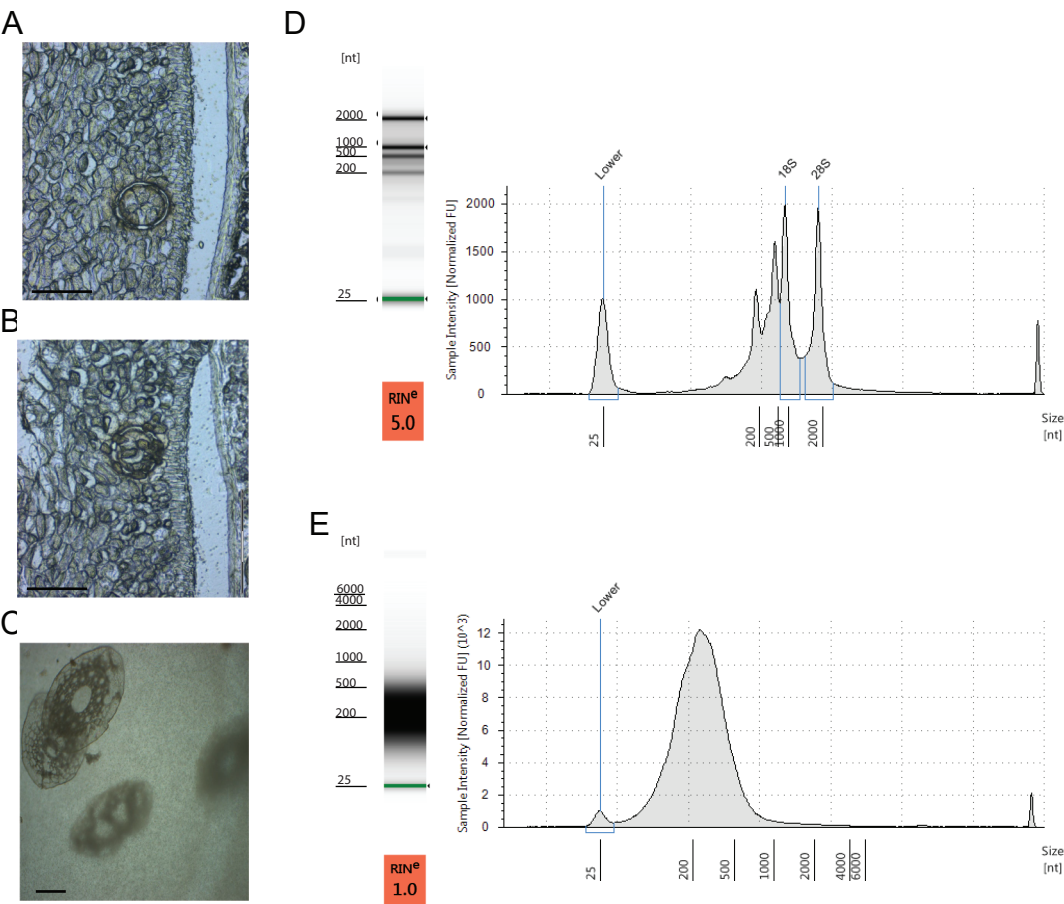 A
B
C
D
[nt]
2000
1000
500
200
25
RINe
5.0
Sample Intensity [Normalized FU]
2000
1500
1000
500
0
Lower
18S
28S
25
200
500
1000
2000
Size
[nt]
E
[nt]
6000
4000
2000
1000
500
200
25
RINe
1.0
Sample Intensity [Normalized FU] (10^3)
12
10
8
6
4
2
0
Lower
25
200
500
1000
2000
4000
6000
Size
[nt]